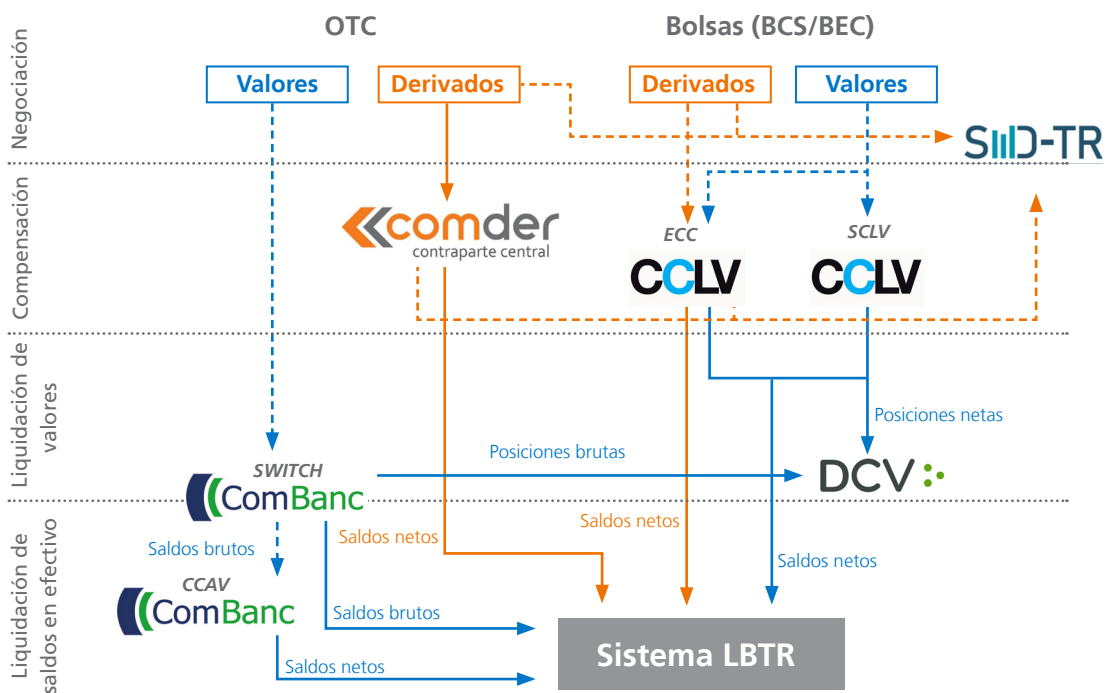 OTC
Bolsas (BCS/BEC)
Negociación
Valores
Derivados
Derivados
Valores
SIIID-TR
Compensación
comder
contraparte central
ECC
CCLV
SCLV
CCLV
Liquidación de
valores
Posiciones netas
Posiciones brutas
SWITCH
ComBanc
DCV
Liquidación de
saldos en efectivo
Saldos brutos
Saldos netos
Saldos netos
Saldos netos
CCAV
ComBanc
Saldos brutos
Saldos netos
Sistema LBTR